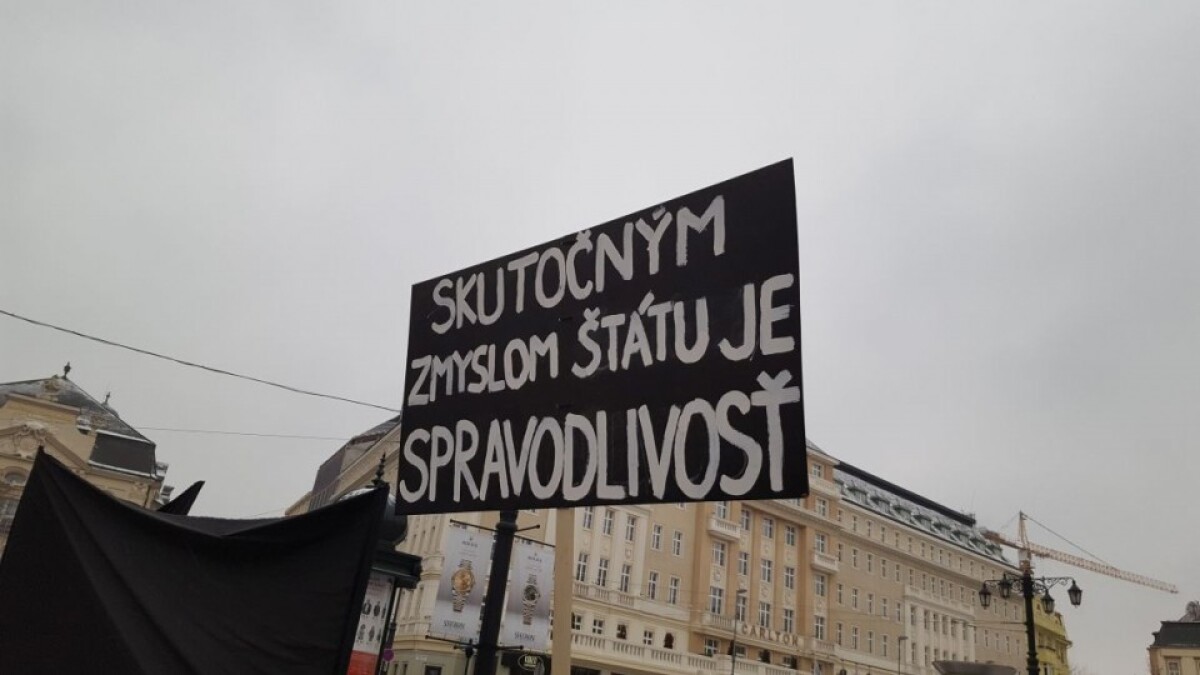 SKUTOČNÝM
ZMYSLOM ŠTÁTU JE
SPRAVODLIVOSŤ
CARLTON